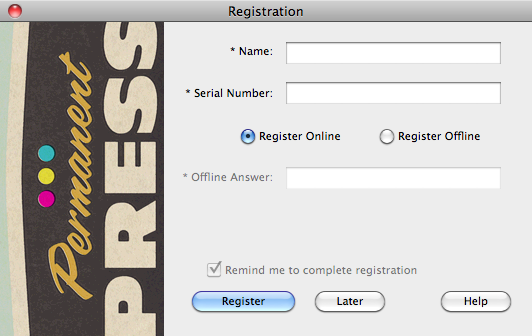 Registration
Permanent
PRESS
* Name:
* Serial Number:
Register Online
Register Offline
* Offline Answer:
Remind me to complete registration
Register
Later
Help